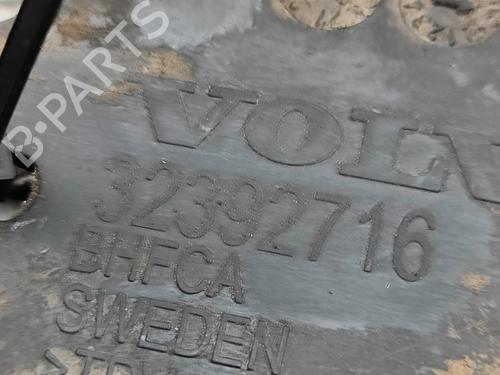 B-PARTS
VOLV
32392716
BHFCA
SWEDEN